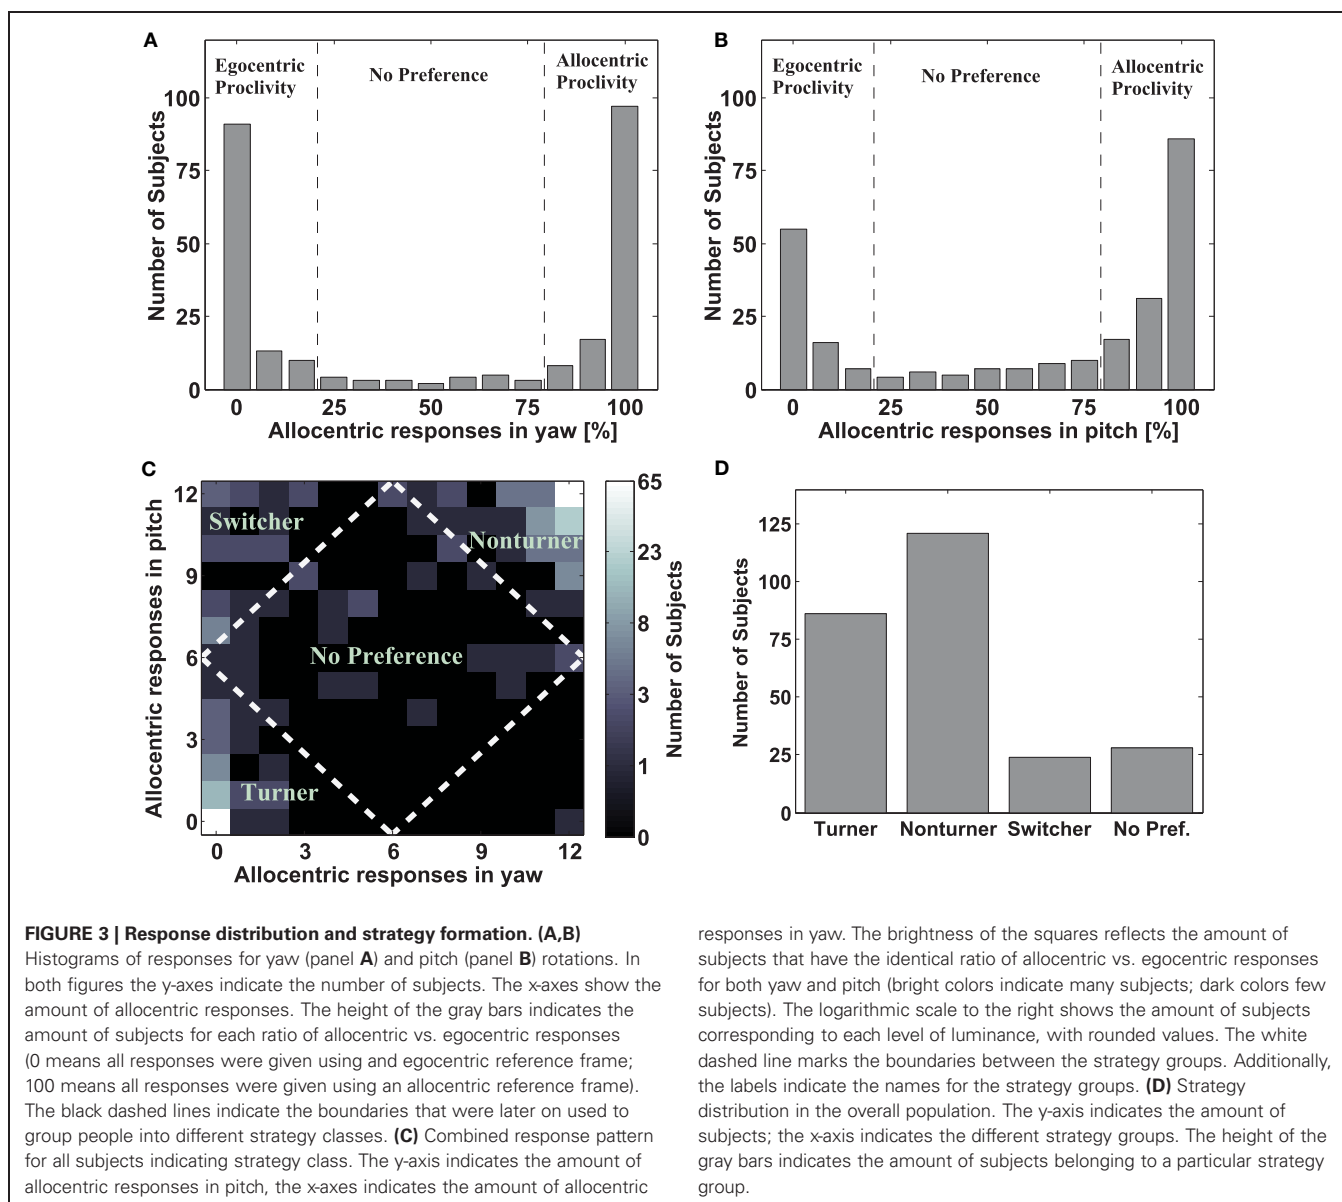 A
Egocentric
Proclivity
No Preference
Allocentric
Proclivity
Number of Subjects
100
75
50
25
0
0 25 50 75 100
Allocentric responses in yaw [%]
B
Egocentric
Proclivity
No Preference
Allocentric
Proclivity
Number of Subjects
100
75
50
25
0
0 25 50 75 100
Allocentric responses in pitch [%]
C
Allocentric responses in pitch
12
9
6
3
0
Switcher
Nonturner
No Preference
Turner
0 3 6 9 12
Allocentric responses in yaw
65
23
8
3
1
0
Number of Subjects
D
Number of Subjects
125
100
75
50
25
0
Turner Nonturner Switcher No Pref.
FIGURE 3 | Response distribution and strategy formation. (A,B)
Histograms of responses for yaw (panel A) and pitch (panel B) rotations. In
both figures the y-axes indicate the number of subjects. The x-axes show the
amount of allocentric responses. The height of the gray bars indicates the
amount of subjects for each ratio of allocentric vs. egocentric responses
(0 means all responses were given using and egocentric reference frame;
100 means all responses were given using an allocentric reference frame).
The black dashed lines indicate the boundaries that were later on used to
group people into different strategy classes. (C) Combined response pattern
for all subjects indicating strategy class. The y-axis indicates the amount of
allocentric responses in pitch, the x-axes indicates the amount of allocentric
responses in yaw. The brightness of the squares reflects the amount of
subjects that have the identical ratio of allocentric vs. egocentric responses
for both yaw and pitch (bright colors indicate many subjects; dark colors few
subjects). The logarithmic scale to the right shows the amount of subjects
corresponding to each level of luminance, with rounded values. The white
dashed line marks the boundaries between the strategy groups. Additionally,
the labels indicate the names for the strategy groups. (D) Strategy
distribution in the overall population. The y-axis indicates the amount of
subjects; the x-axis indicates the different strategy groups. The height of the
gray bars indicates the amount of subjects belonging to a particular strategy
group.